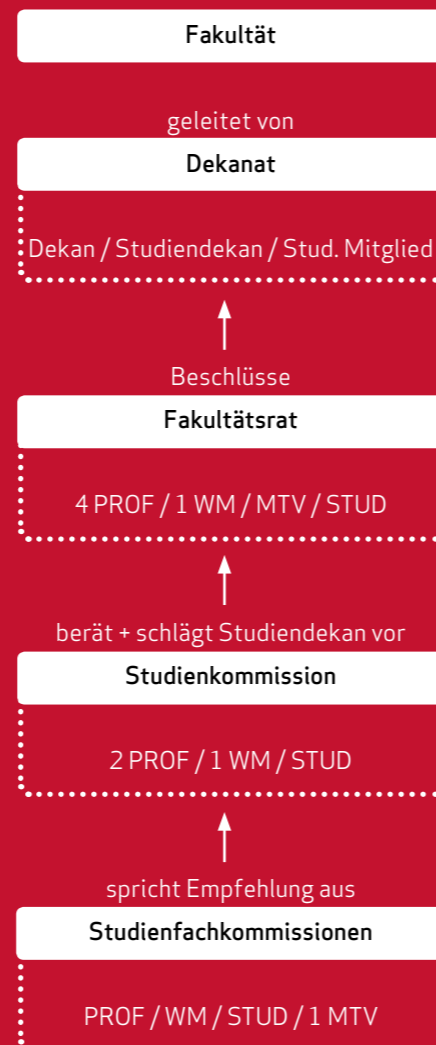 Fakultät
geleitet von
Dekanat
Dekan / Studiendekan / Stud. Mitglied
Beschlüsse
Fakultätsrat
4 PROF / 1 WM / MTV / STUD
berät + schlägt Studiendekan vor
Studienkommission
2 PROF / 1 WM / STUD
spricht Empfehlung aus
Studienfachkommissionen
PROF / WM / STUD / 1 MTV